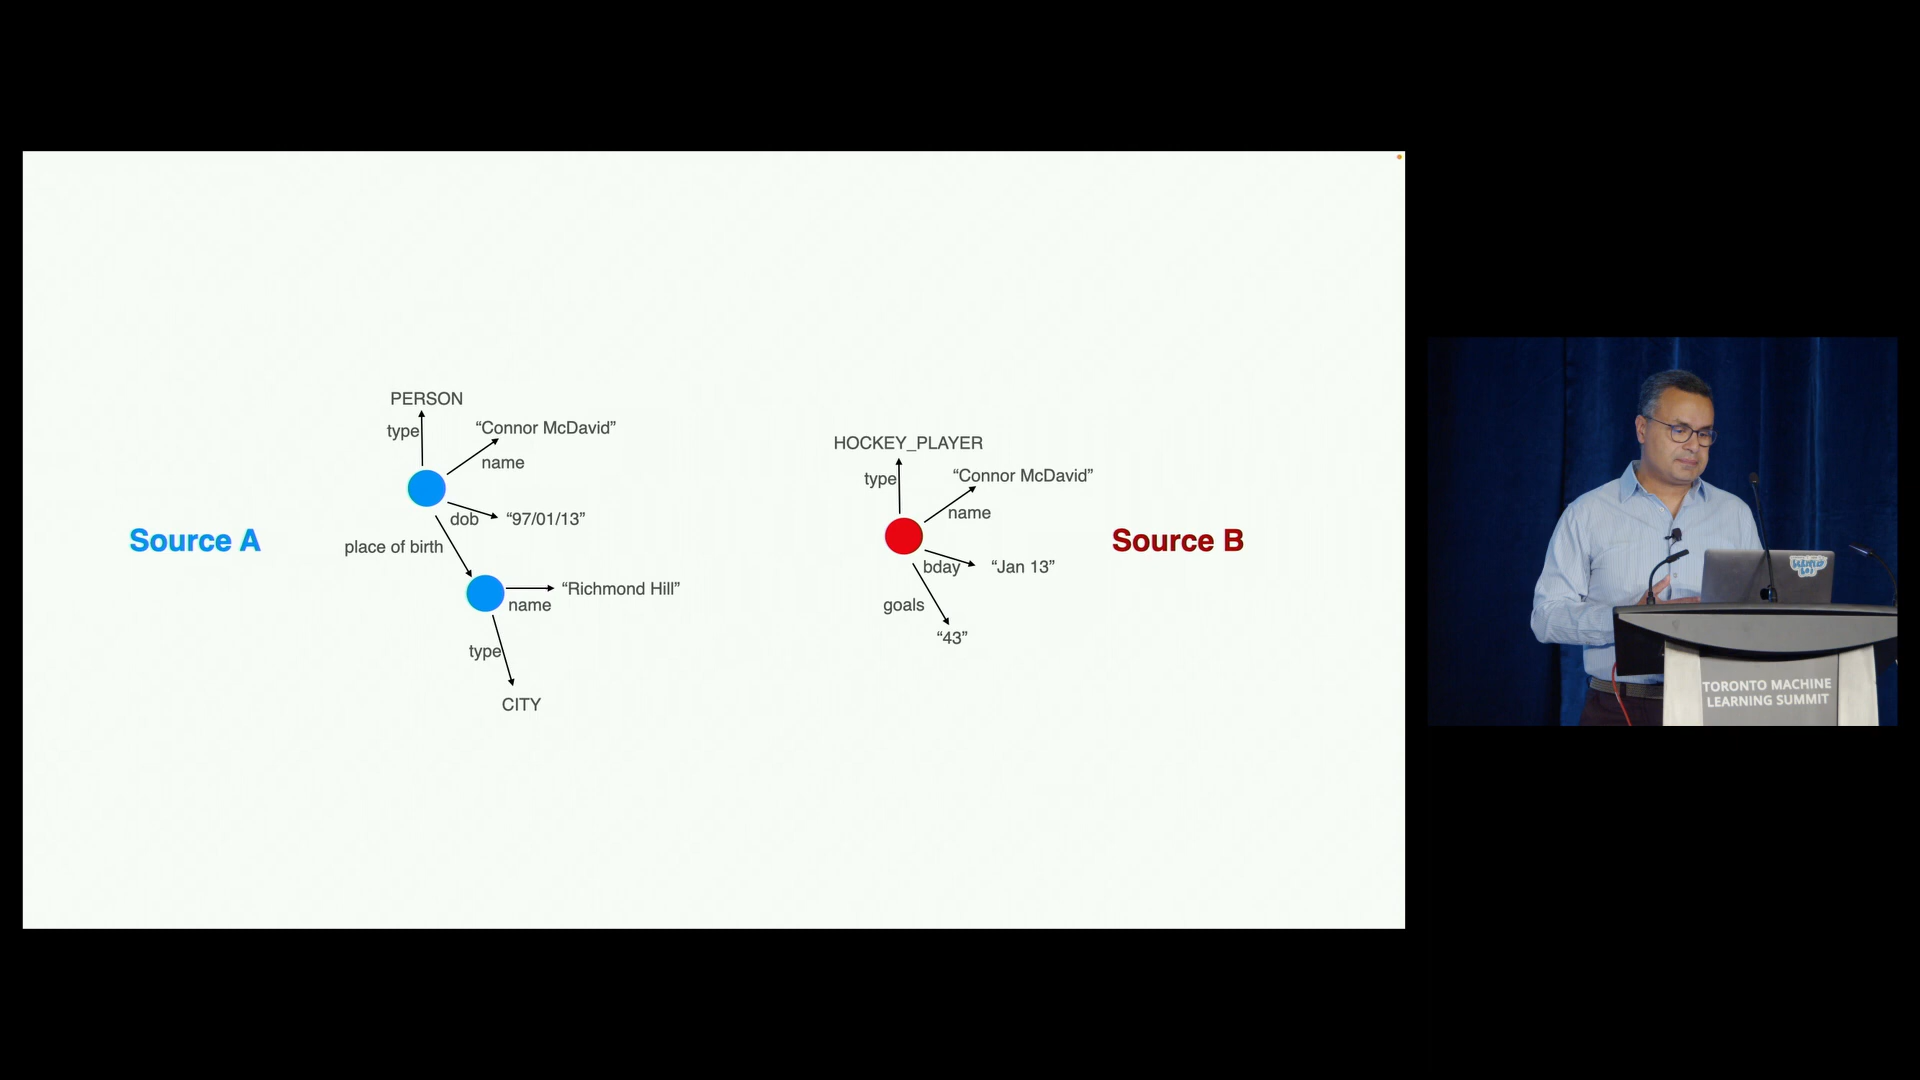 PERSON
type
“Connor McDavid”
name
dob
“97/01/13”
place of birth
Source A
“Richmond Hill”
name
type
CITY
HOCKEY_PLAYER
type
“Connor McDavid”
name
Source B
bday
“Jan 13”
goals
“43”
TORONTO MACHINE
LEARNING SUMMIT